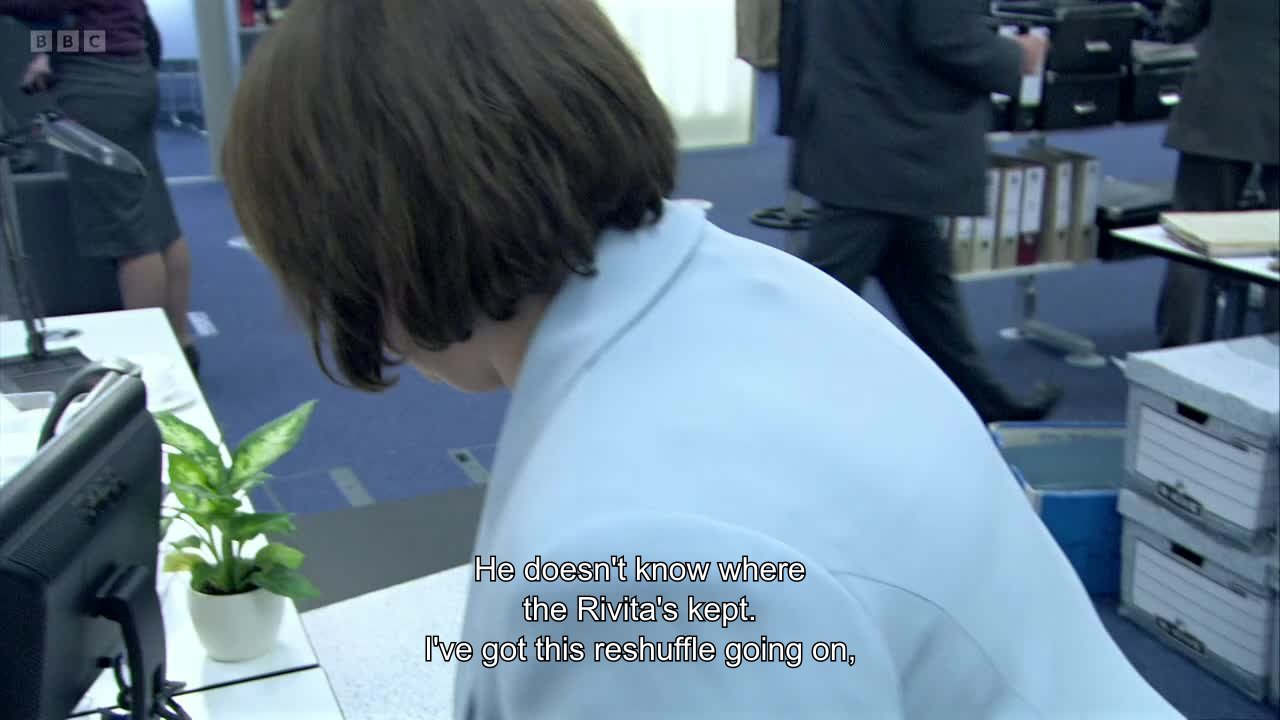 BBC
He doesn't know where
the Rivita's kept.
I've got this reshuffle going on,